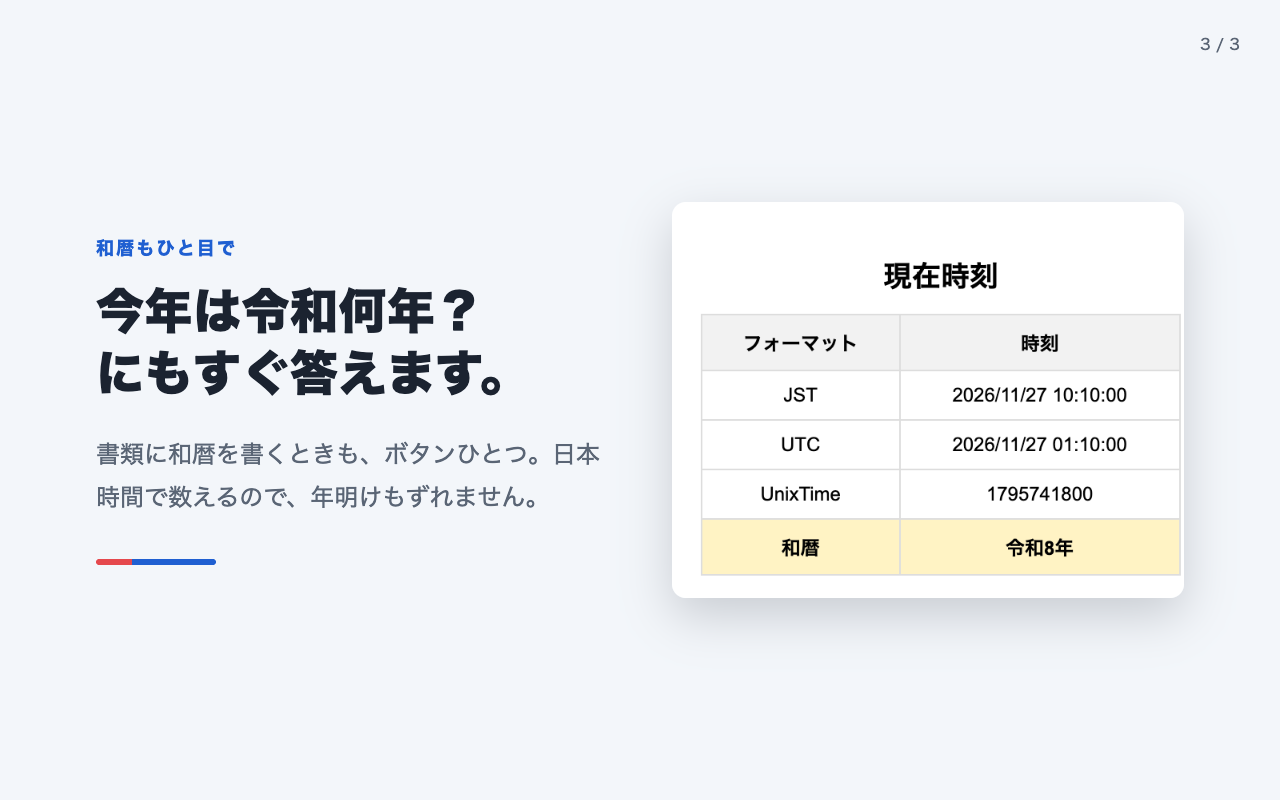 3 / 3
和暦もひと目で
今年は令和何年？
にもすぐ答えます。
書類に和暦を書くときも、ボタンひとつ。日本
時間で数えるので、年明けもずれません。
現在時刻
フォーマット 時刻
JST 2026/11/27 10:10:00
UTC 2026/11/27 01:10:00
UnixTime 1795741800
和暦 令和8年